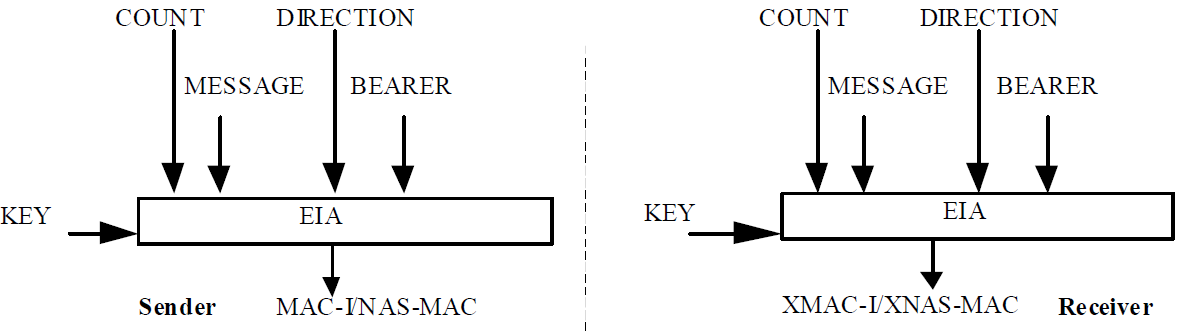 COUNT DIRECTION COUNT DIRECTION
MESSAGE BEARER MESSAGE BEARER
KEY EIA KEY EIA
Sender MAC-I/NAS-MAC XMAC-I/XNAS-MAC Receiver